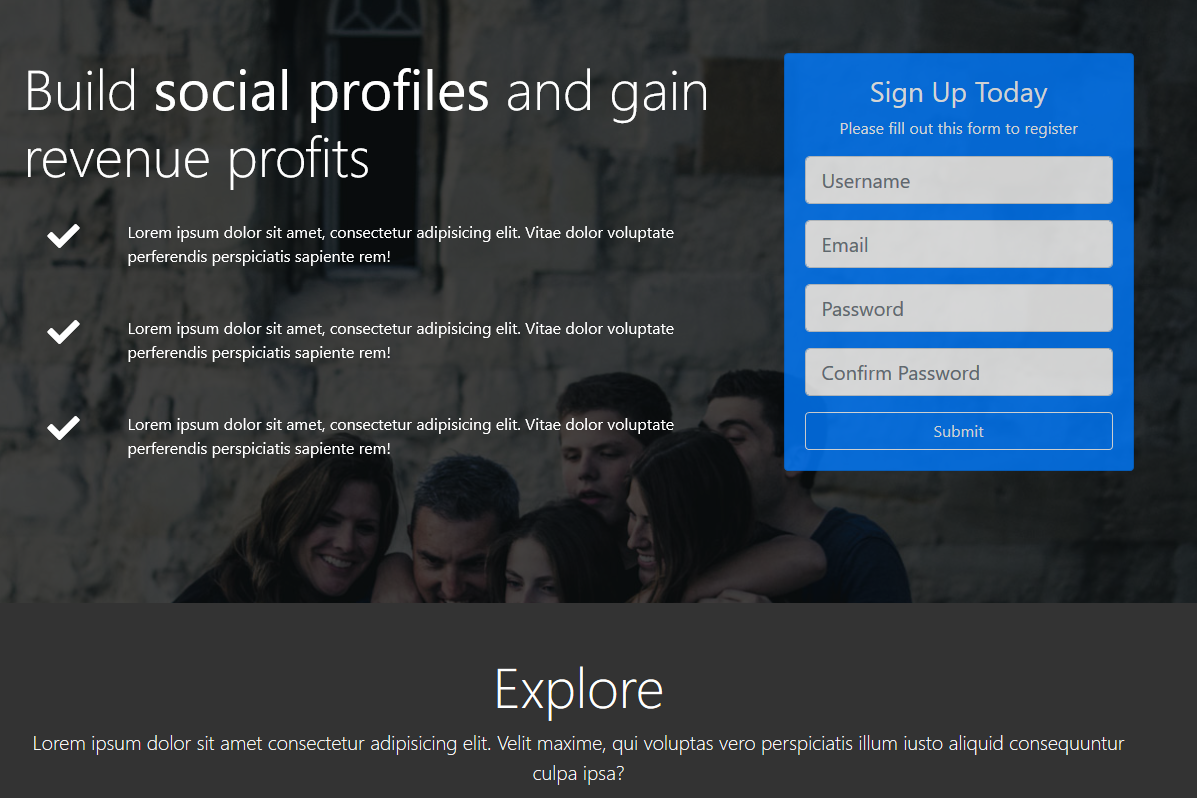 Build social profiles and gain
revenue profits
Lorem ipsum dolor sit amet, consectetur adipisicing elit. Vitae dolor voluptate
perferendis perspiciatis sapiente rem!
Lorem ipsum dolor sit amet, consectetur adipisicing elit. Vitae dolor voluptate
perferendis perspiciatis sapiente rem!
Lorem ipsum dolor sit amet, consectetur adipisicing elit. Vitae dolor voluptate
perferendis perspiciatis sapiente rem!
Sign Up Today
Please fill out this form to register
Username
Email
Password
Confirm Password
Submit
Explore
Lorem ipsum dolor sit amet consectetur adipisicing elit. Velit maxime, qui voluptas vero perspiciatis illum iusto aliquid consequuntur
culpa ipsa?